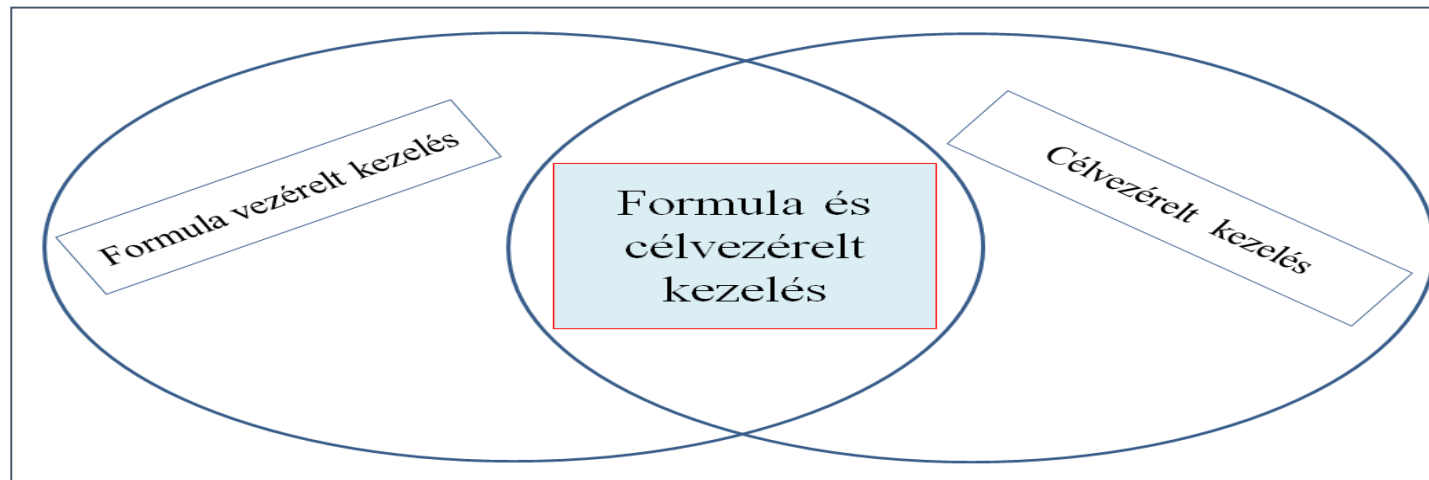 Formula vezérelt kezelés
Formula és
célvezérelt
kezelés
Célvezérelt kezelés